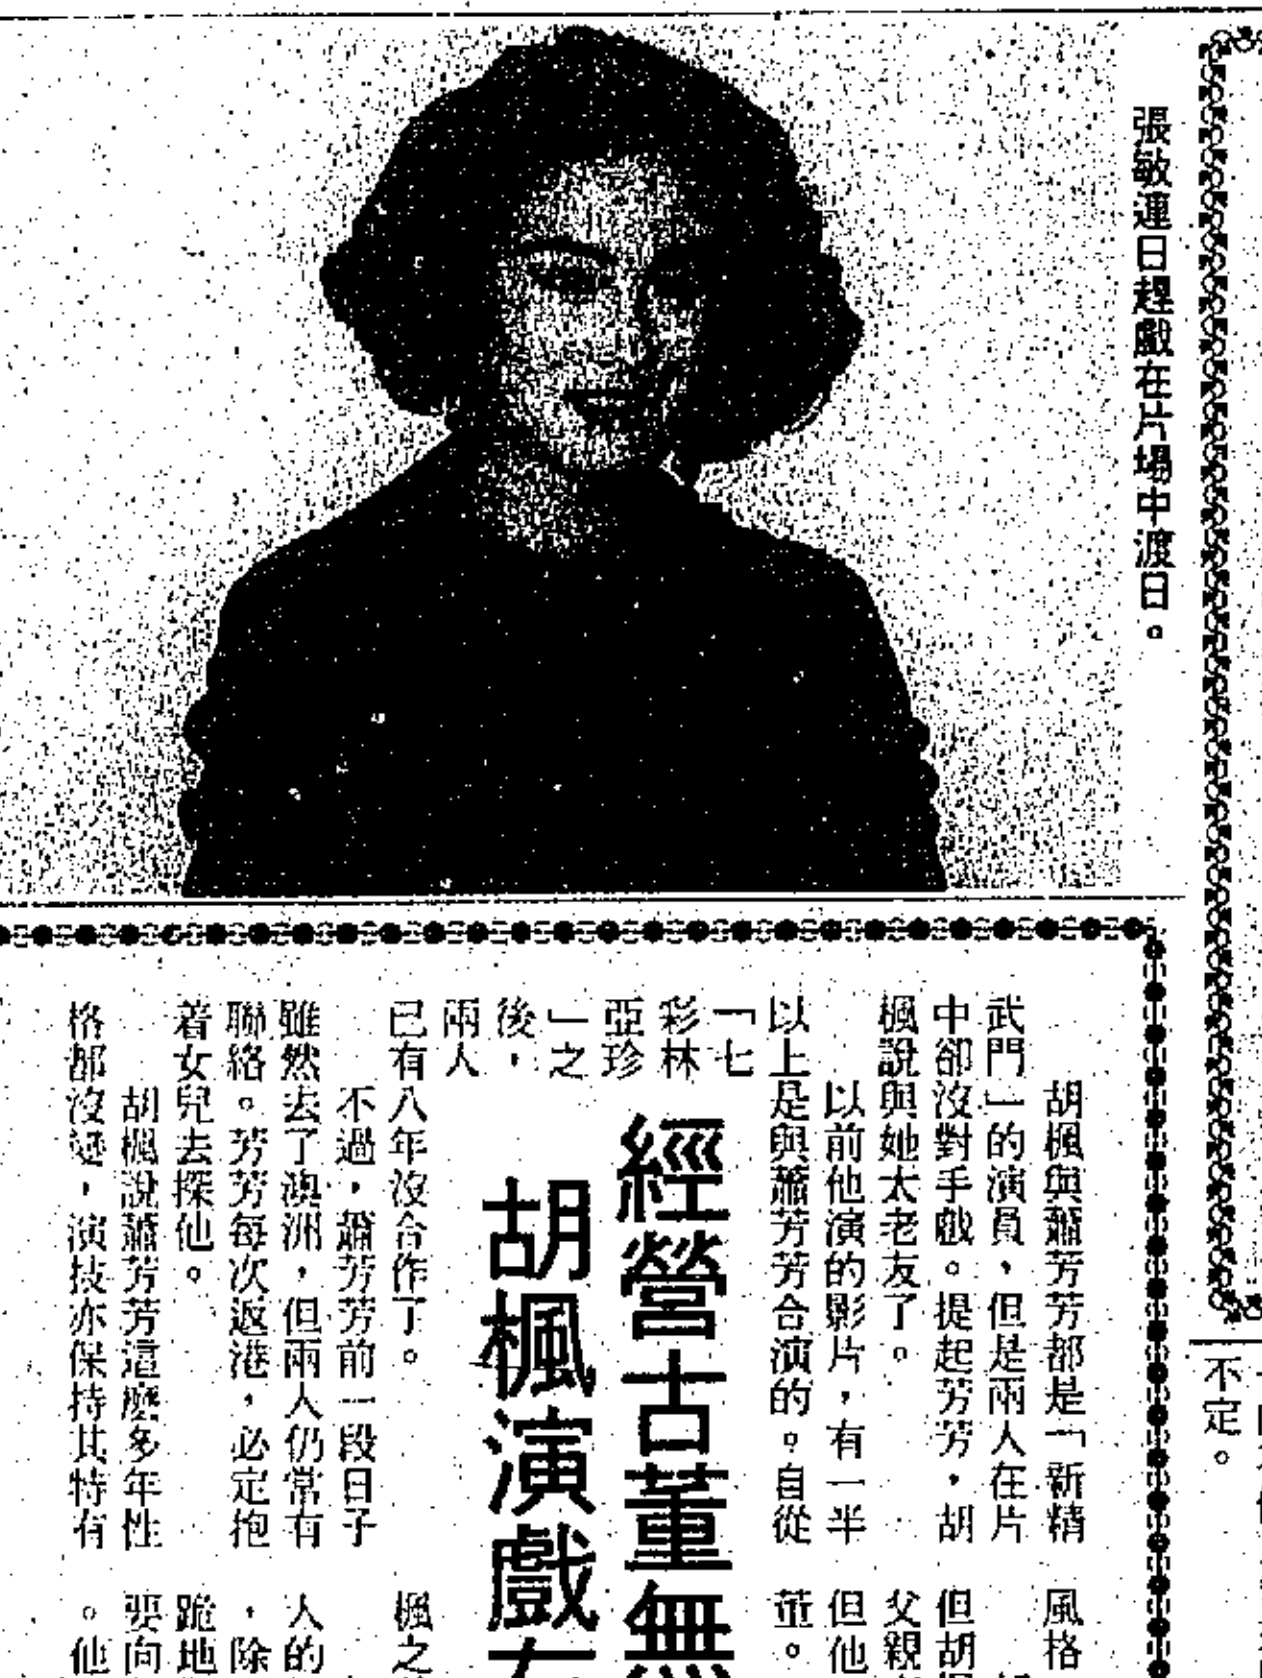 張敏連日趕戲在片場中渡日。
不定。
經營古董無
胡楓演戲
胡楓與蕭芳芳都是「新精
武門」的演員,但是兩人在片
中卻沒對手戲。提起芳芳,胡
楓說與她太老友了。
以前他演的影片,有一半
以上是與蕭芳芳合演的。自從
「七
彩林
亞珍
」之
後,
兩人
已有八年沒合作了。
不過,蕭芳芳前一段日子
雖然去了澳洲,但兩人仍常有
聯絡。芳芳每次返港,必定抱
着女兒去探他。
胡楓說蕭芳芳這麼多年性
格都沒變,演技亦保持其特有
風格
但胡
父親
但他
董。
楓之
人的
,除
跪地
要向
。他